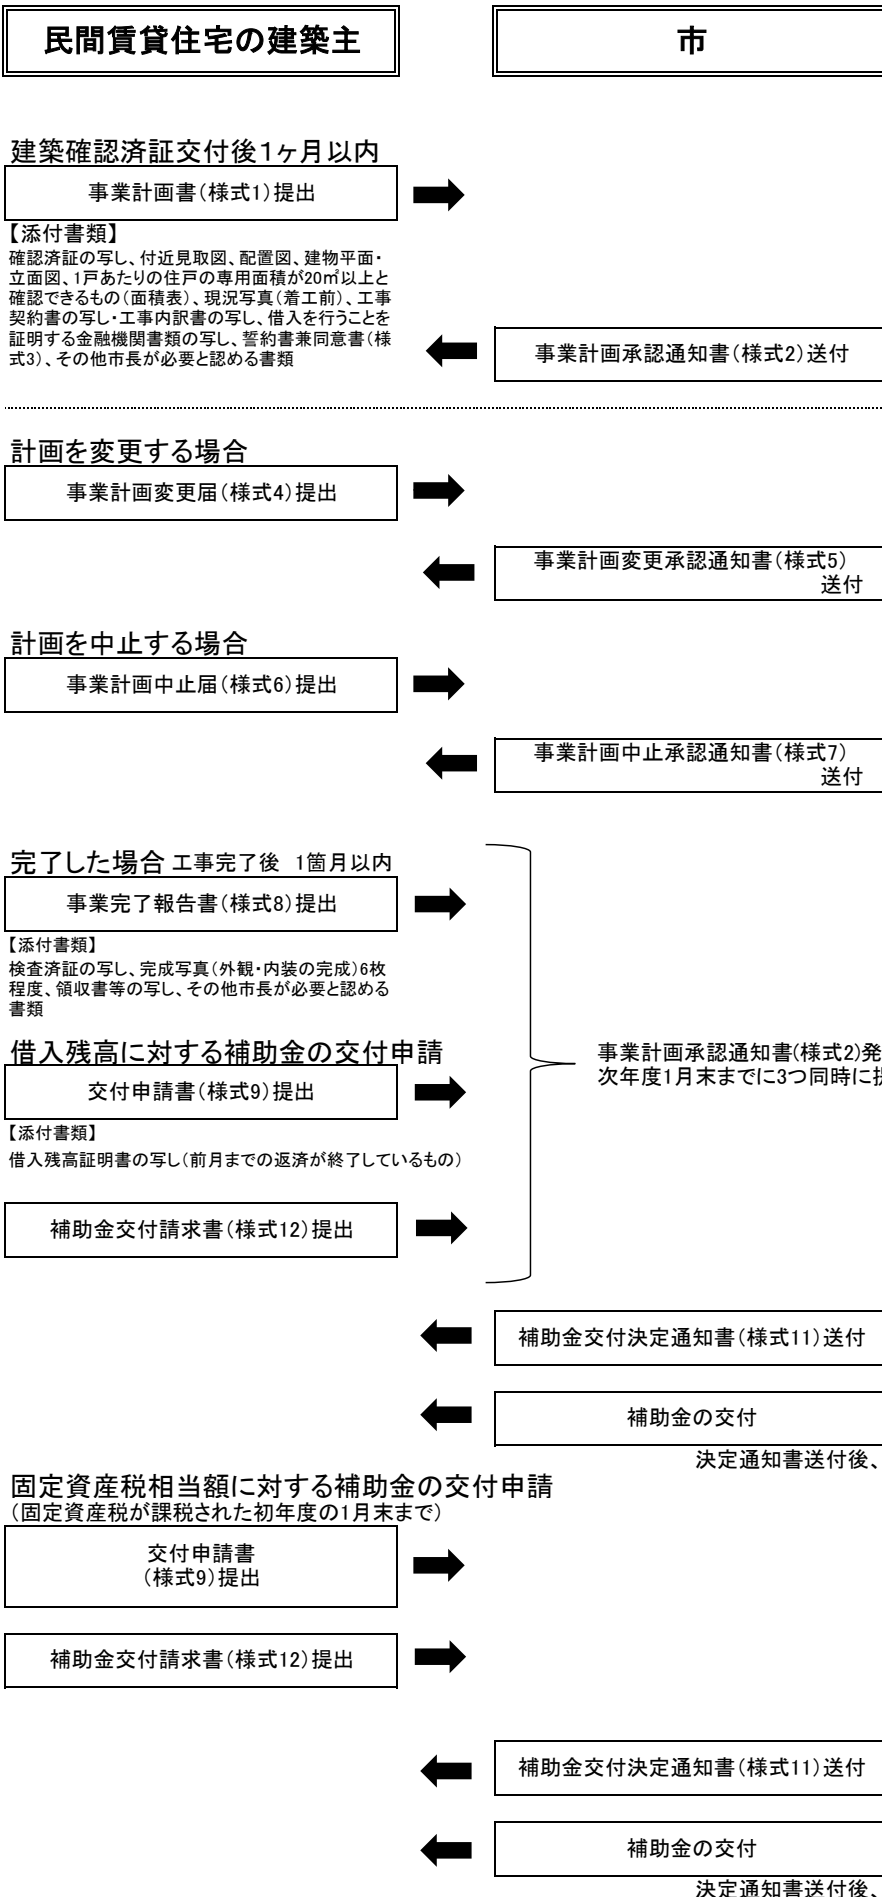 民間賃貸住宅の建築主
市
建築確認済証交付後1ヶ月以内
事業計画書(様式1)提出
【添付書類】
確認済証の写し、付近見取図、配置図、建物平面・
立面図、1戸あたりの住戸の専用面積が20㎡以上と
確認できるもの(面積表)、現況写真(着工前)、工事
契約書の写し・工事内訳書の写し、借入を行うことを
証明する金融機関書類の写し、誓約書兼同意書(様
式3)、その他市長が必要と認める書類
事業計画承認通知書(様式2)送付
計画を変更する場合
事業計画変更届(様式4)提出
事業計画変更承認通知書(様式5)
送付
計画を中止する場合
事業計画中止届(様式6)提出
事業計画中止承認通知書(様式7)
送付
完了した場合 工事完了後 1箇月以内
事業完了報告書(様式8)提出
【添付書類】
検査済証の写し、完成写真(外観・内装の完成)6枚
程度、領収書等の写し、その他市長が必要と認める
書類
借入残高に対する補助金の交付申請
交付申請書(様式9)提出
【添付書類】
借入残高証明書の写し(前月までの返済が終了しているもの)
事業計画承認通知書(様式2)発
次年度1月末までに3つ同時に
補助金交付請求書(様式12)提出
補助金交付決定通知書(様式11)送付
補助金の交付
決定通知書送付後、
固定資産税相当額に対する補助金の交付申請
(固定資産税が課税された初年度の1月末まで)
交付申請書
(様式9)提出
補助金交付請求書(様式12)提出
補助金交付決定通知書(様式11)送付
補助金の交付
決定通知書送付後、